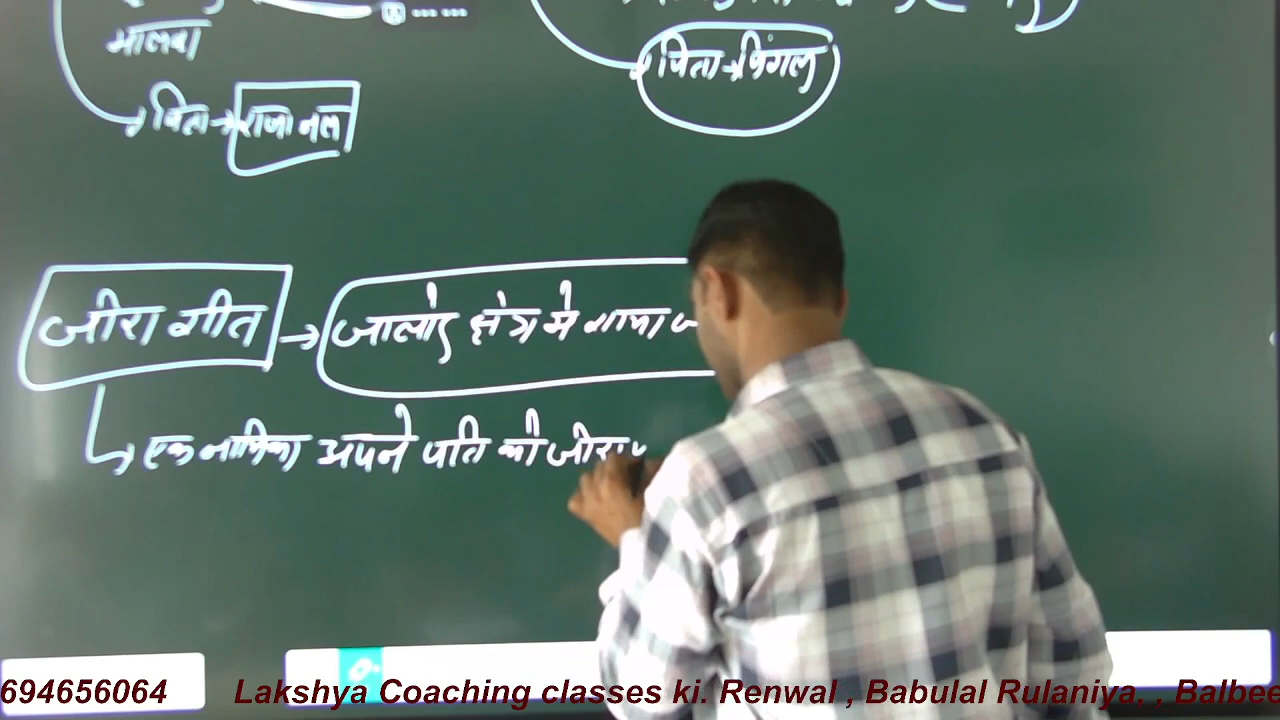 मालवा
पिता → राजा नल
पिता → पिंगल
जीरा गीत → जालोर क्षेत्र मे गाया
↳ एक नायिका अपने पति को जीरा
694656064 Lakshya Coaching classes ki. Renwal , Babulal Rulaniya, , Balbee